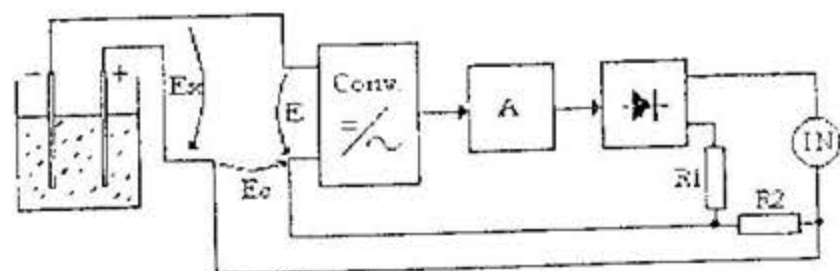 - +
Ex
E
Ec
Conv.
=/~
A
IN
R1
R2